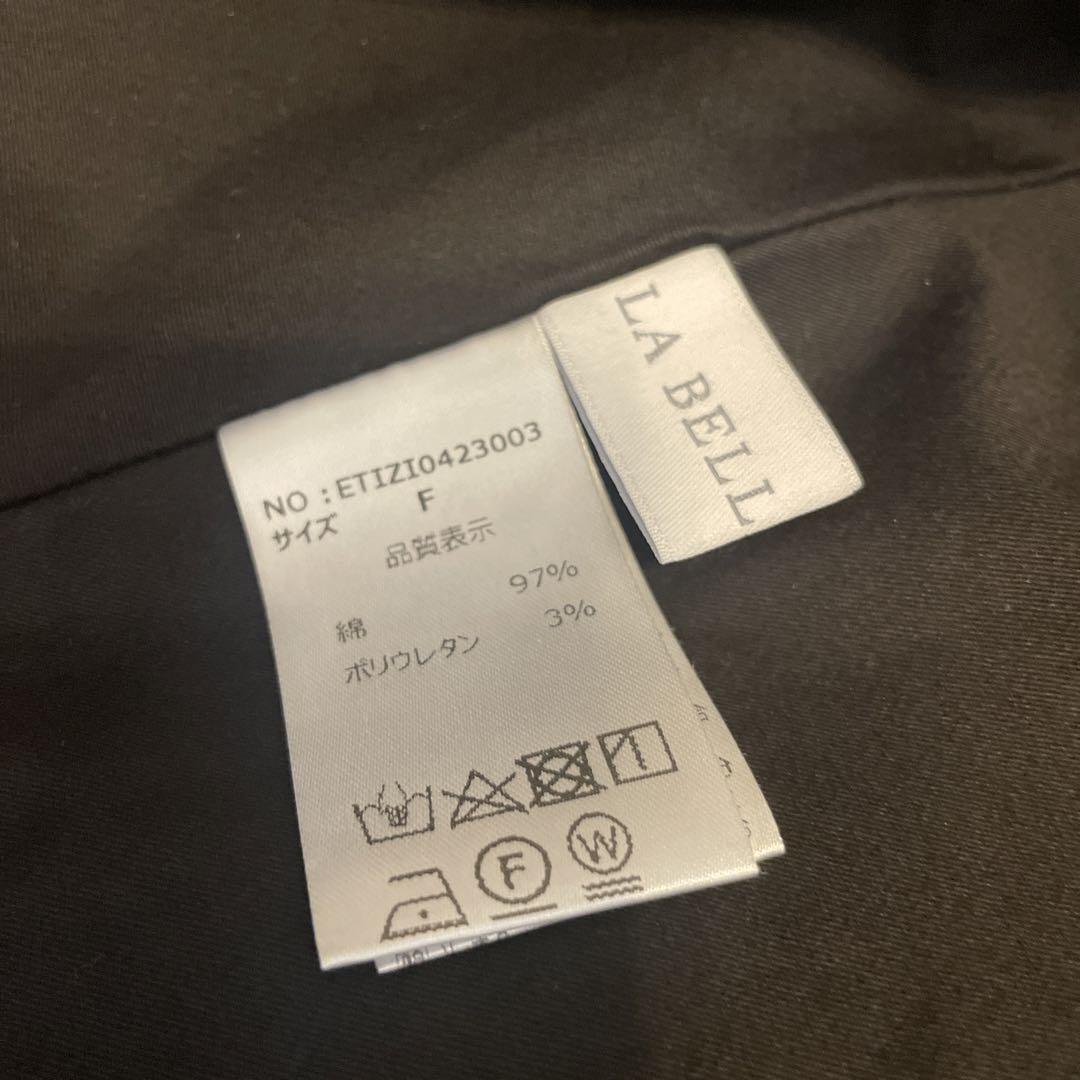 LA BELL
NO : ETIZI0423003
サイズ F
品質表示
綿 97%
ポリウレタン 3%
F
W